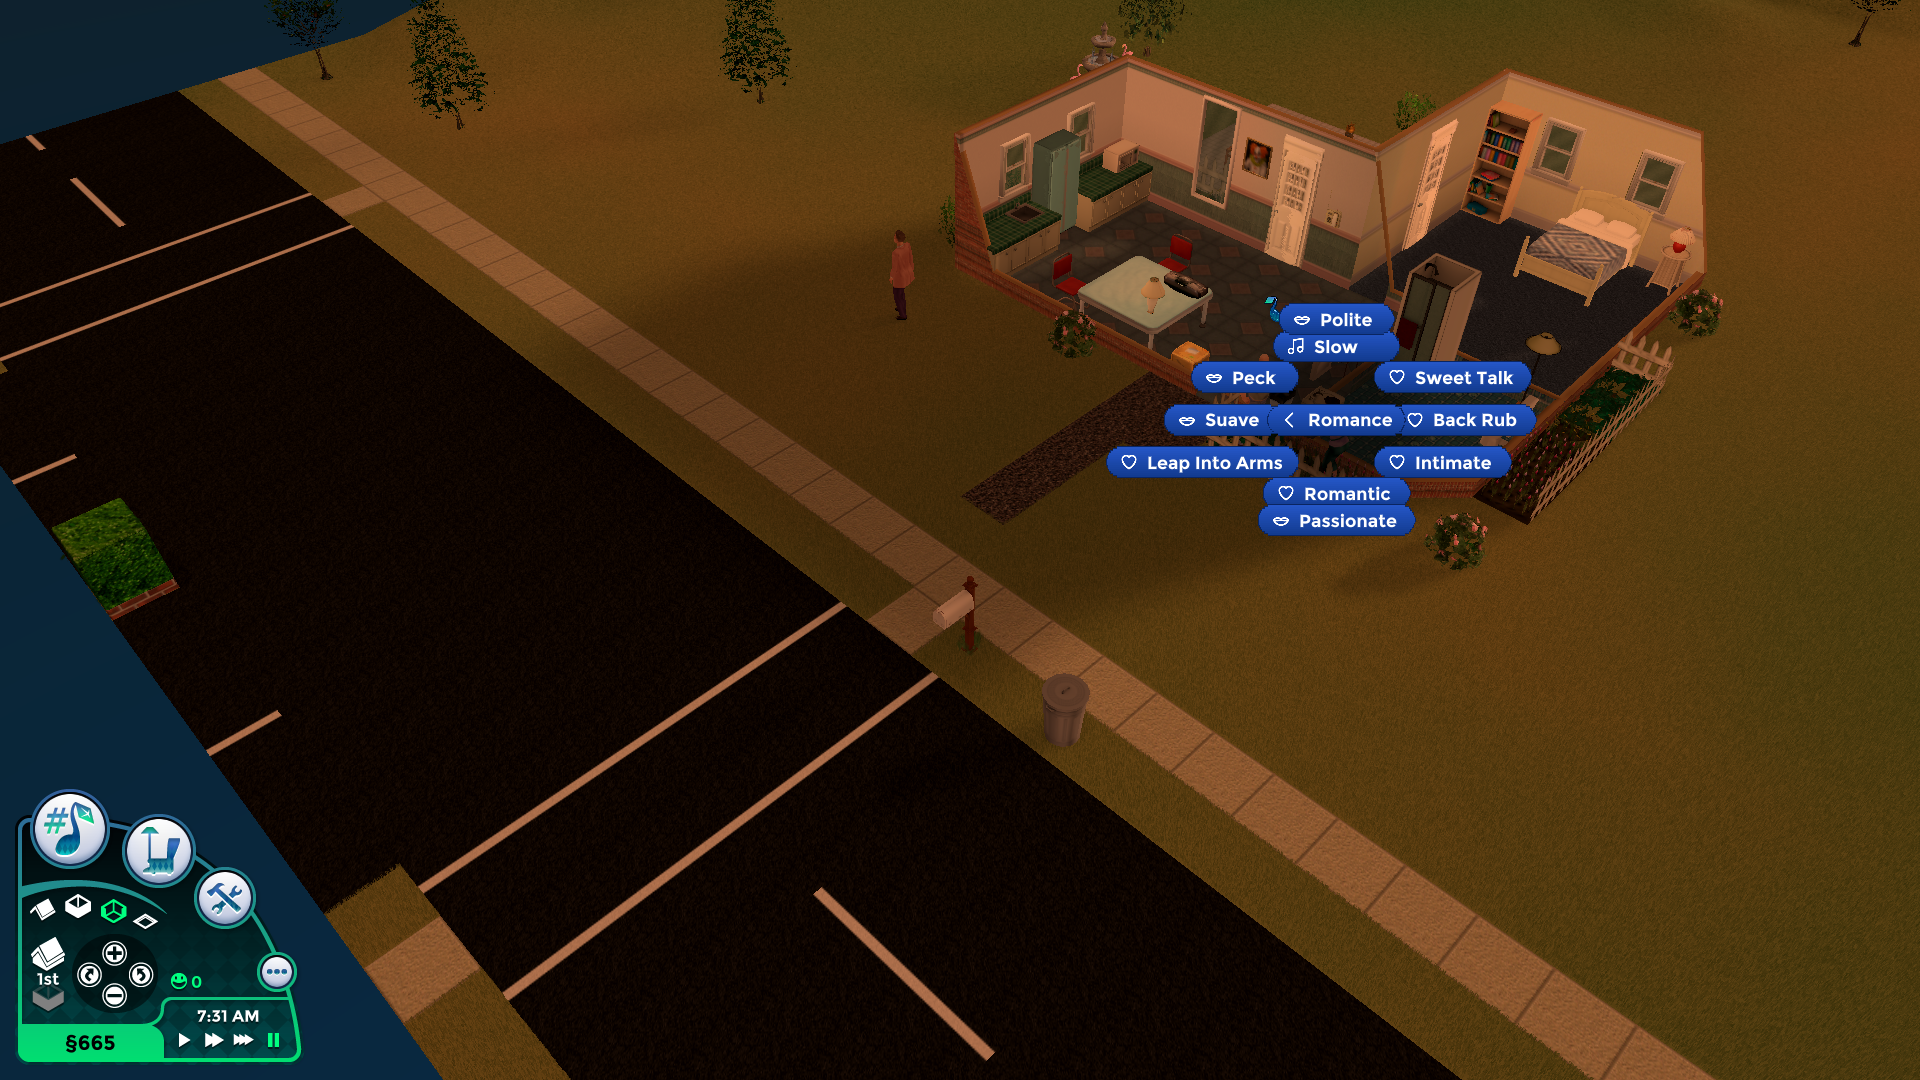 Polite
Slow
Peck
Sweet Talk
Suave
Romance
Back Rub
Leap Into Arms
Intimate
Romantic
Passionate
#
1st
0
7:31 AM
§665